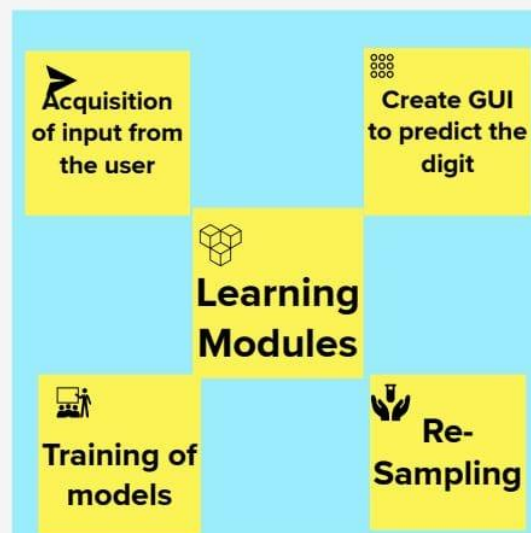 Acquisition
of input from
the user
Create GUI
to predict the
digit
Learning
Modules
Training of
models
Re-
Sampling